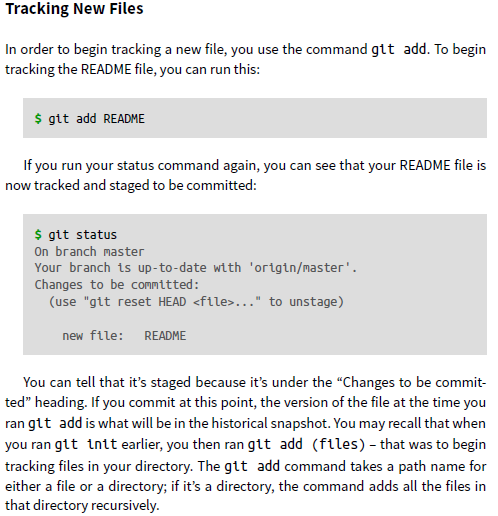 Tracking New Files
In order to begin tracking a new file, you use the command git add. To begin
tracking the README file, you can run this:
$ git add README
If you run your status command again, you can see that your README file is
now tracked and staged to be committed:
$ git status
On branch master
Your branch is up-to-date with 'origin/master'.
Changes to be committed:
  (use "git reset HEAD <file>..." to unstage)
    new file:   README
You can tell that it’s staged because it’s under the “Changes to be commit-
ted” heading. If you commit at this point, the version of the file at the time you
ran git add is what will be in the historical snapshot. You may recall that when
you ran git init earlier, you then ran git add (files) – that was to begin
tracking files in your directory. The git add command takes a path name for
either a file or a directory; if it’s a directory, the command adds all the files in
that directory recursively.